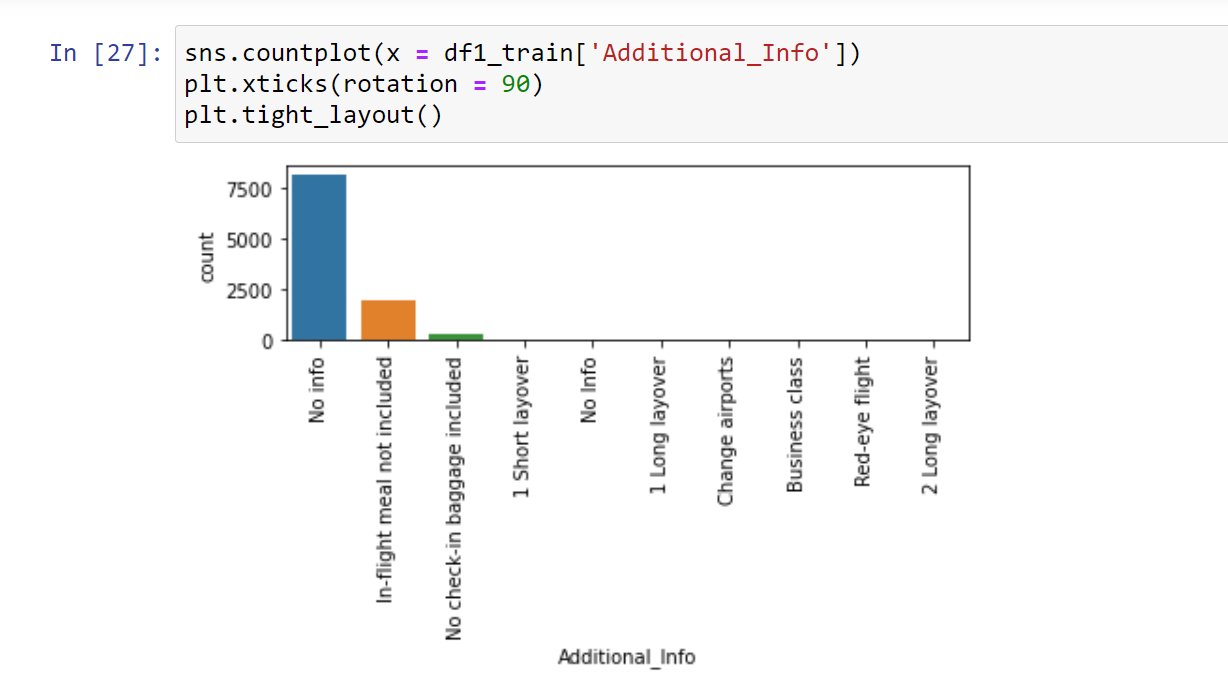 In [27]: sns.countplot(x = df1_train['Additional_Info'])
plt.xticks(rotation = 90)
plt.tight_layout()
7500
5000
2500
0
count
No info
In-flight meal not included
No check-in baggage included
1 Short layover
No Info
1 Long layover
Change airports
Business class
Red-eye flight
2 Long layover
Additional_Info